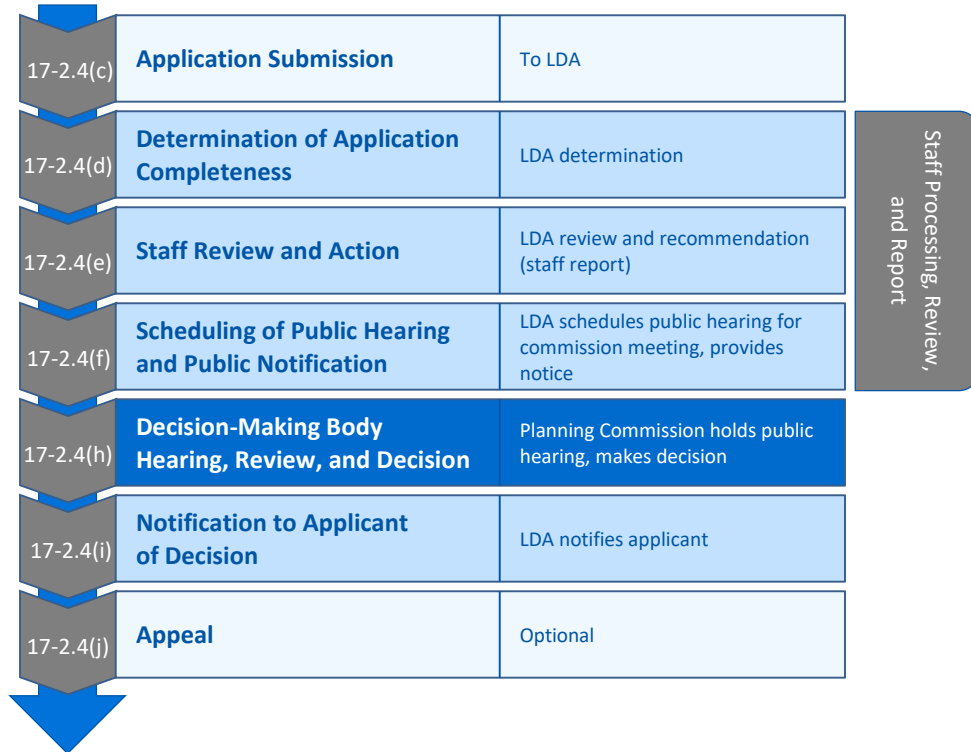 17-2.4(c)
Application Submission
To LDA
17-2.4(d)
Determination of Application
Completeness
LDA determination
17-2.4(e)
Staff Review and Action
LDA review and recommendation
(staff report)
17-2.4(f)
Scheduling of Public Hearing
and Public Notification
LDA schedules public hearing for
commission meeting, provides
notice
Staff Processing, Review,
and Report
17-2.4(h)
Decision-Making Body
Hearing, Review, and Decision
Planning Commission holds public
hearing, makes decision
17-2.4(i)
Notification to Applicant
of Decision
LDA notifies applicant
17-2.4(j)
Appeal
Optional